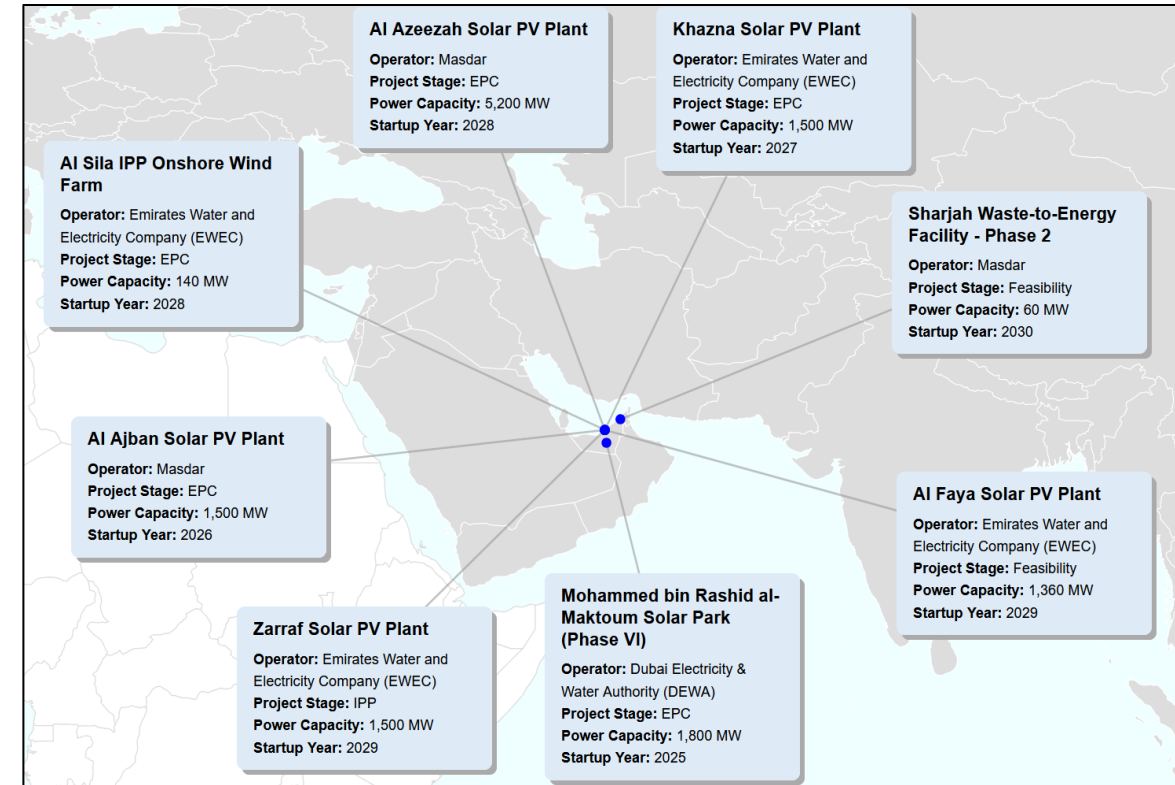 Al Azeezah Solar PV Plant
Operator: Masdar
Project Stage: EPC
Power Capacity: 5,200 MW
Startup Year: 2028
Khazna Solar PV Plant
Operator: Emirates Water and
Electricity Company (EWEC)
Project Stage: EPC
Power Capacity: 1,500 MW
Startup Year: 2027
Al Sila IPP Onshore Wind
Farm
Operator: Emirates Water and
Electricity Company (EWEC)
Project Stage: EPC
Power Capacity: 140 MW
Startup Year: 2028
Sharjah Waste-to-Energy
Facility - Phase 2
Operator: Masdar
Project Stage: Feasibility
Power Capacity: 60 MW
Startup Year: 2030
Al Ajban Solar PV Plant
Operator: Masdar
Project Stage: EPC
Power Capacity: 1,500 MW
Startup Year: 2026
Al Faya Solar PV Plant
Operator: Emirates Water and
Electricity Company (EWEC)
Project Stage: Feasibility
Power Capacity: 1,360 MW
Startup Year: 2029
Zarraf Solar PV Plant
Operator: Emirates Water and
Electricity Company (EWEC)
Project Stage: IPP
Power Capacity: 1,500 MW
Startup Year: 2029
Mohammed bin Rashid al-
Maktoum Solar Park
(Phase VI)
Operator: Dubai Electricity &
Water Authority (DEWA)
Project Stage: EPC
Power Capacity: 1,800 MW
Startup Year: 2025